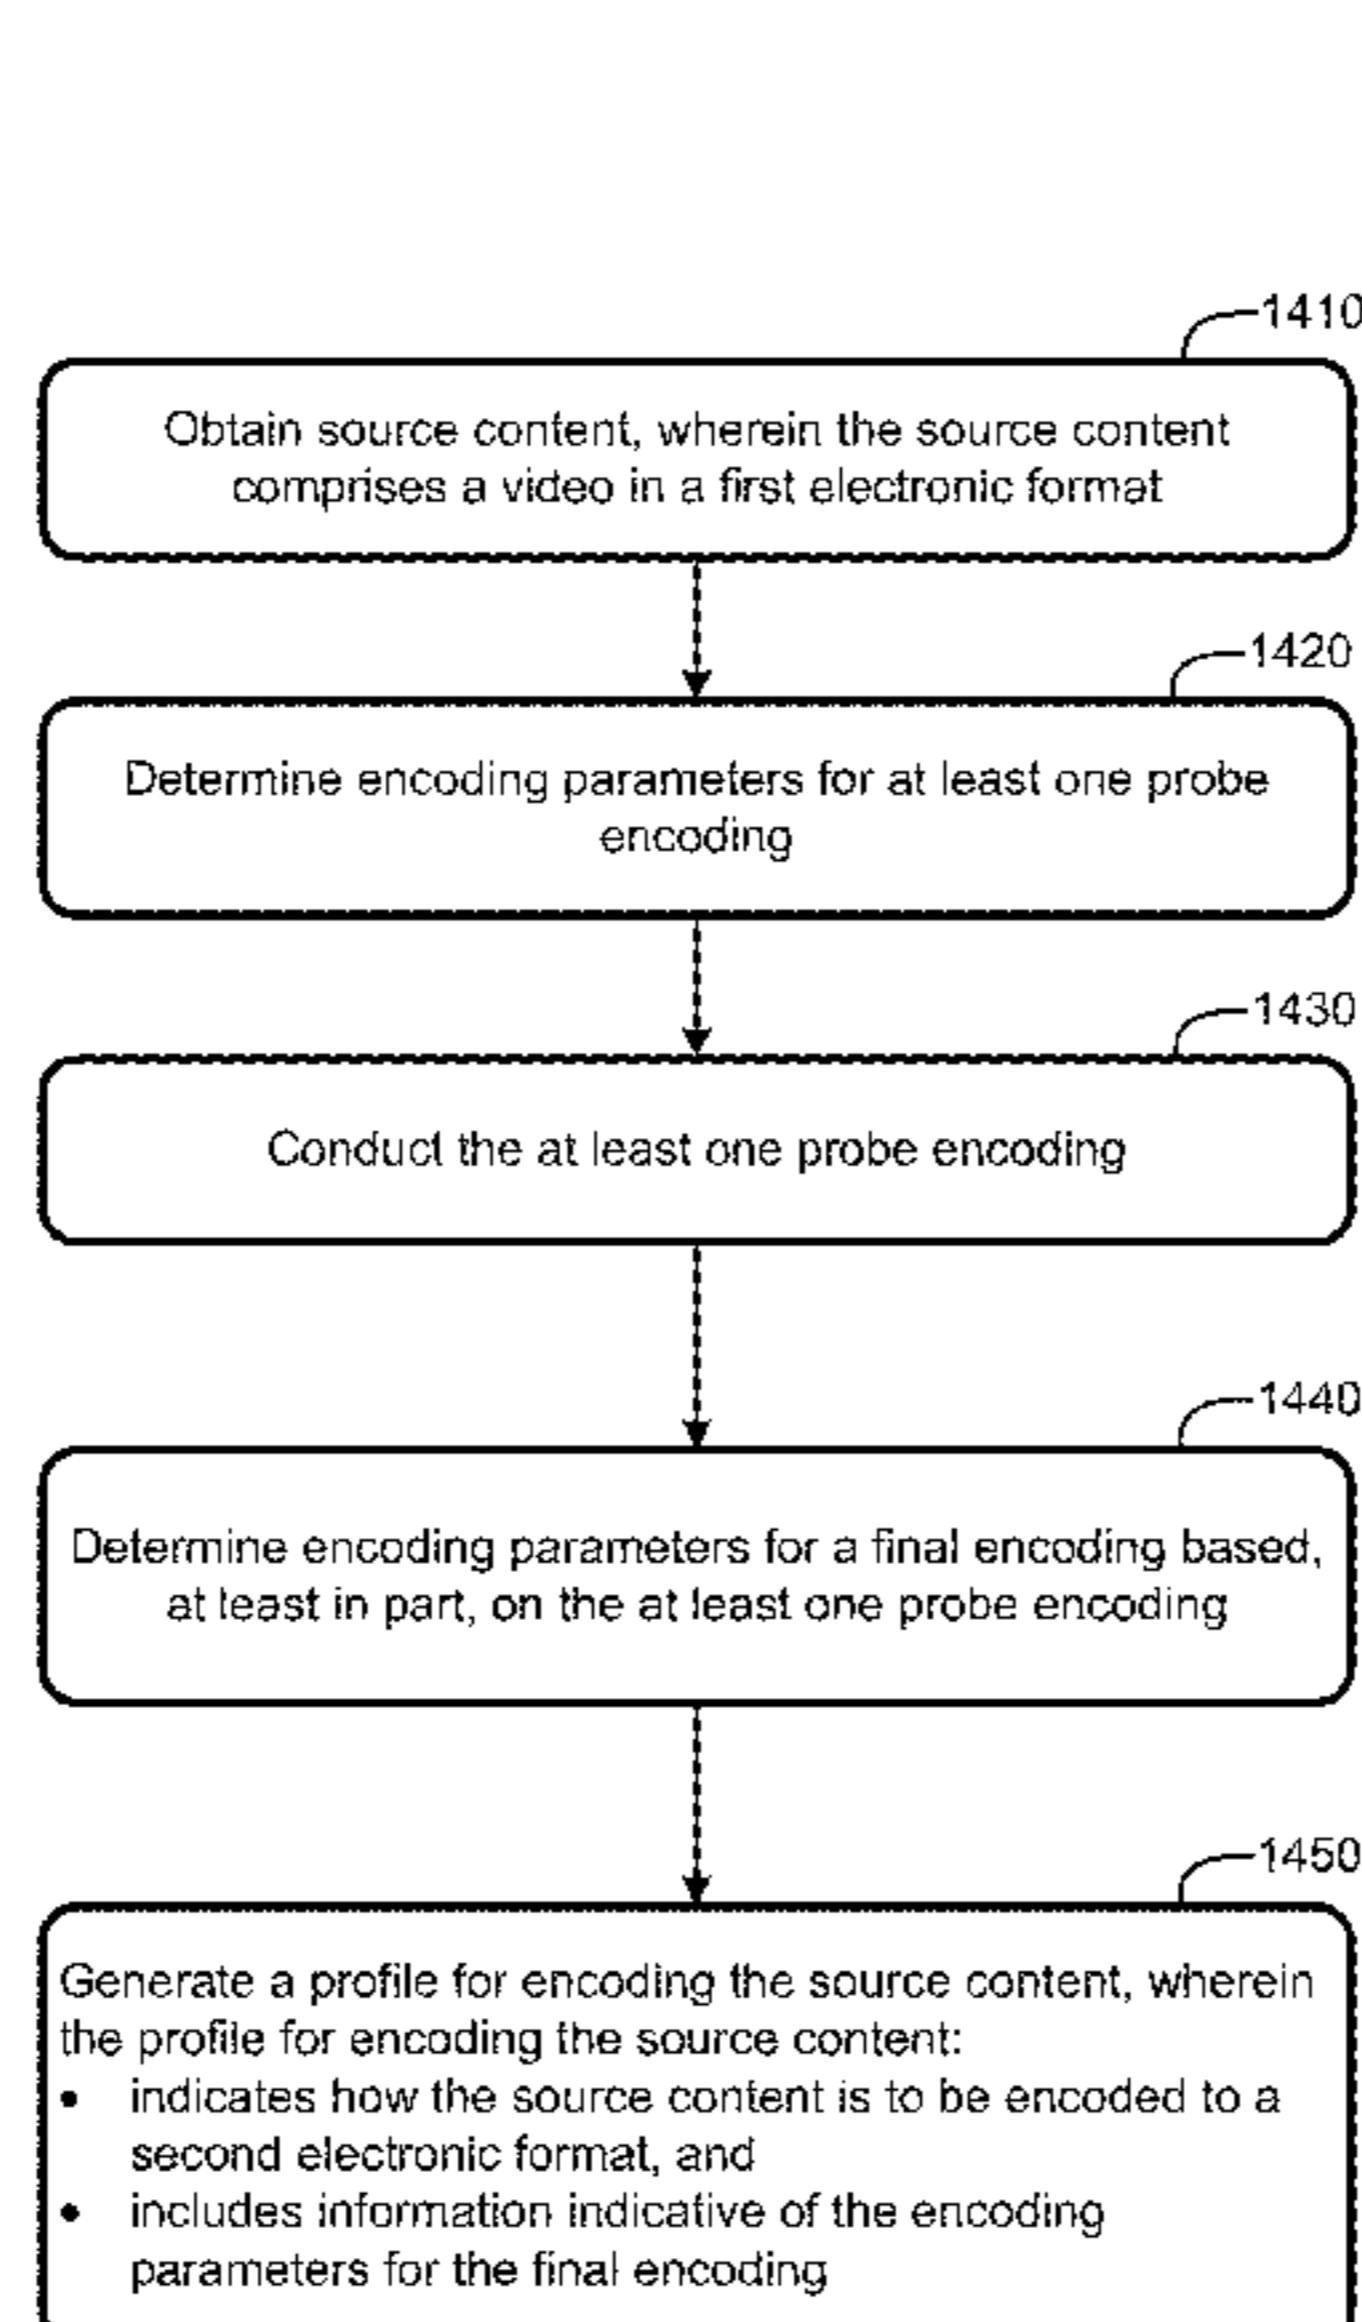 1410
Obtain source content, wherein the source content
comprises a video in a first electronic format
1420
Determine encoding parameters for at least one probe
encoding
1430
Conduct the at least one probe encoding
1440
Determine encoding parameters for a final encoding based,
at least in part, on the at least one probe encoding
1450
Generate a profile for encoding the source content, wherein
the profile for encoding the source content:
• indicates how the source content is to be encoded to a
second electronic format, and
• includes information indicative of the encoding
parameters for the final encoding